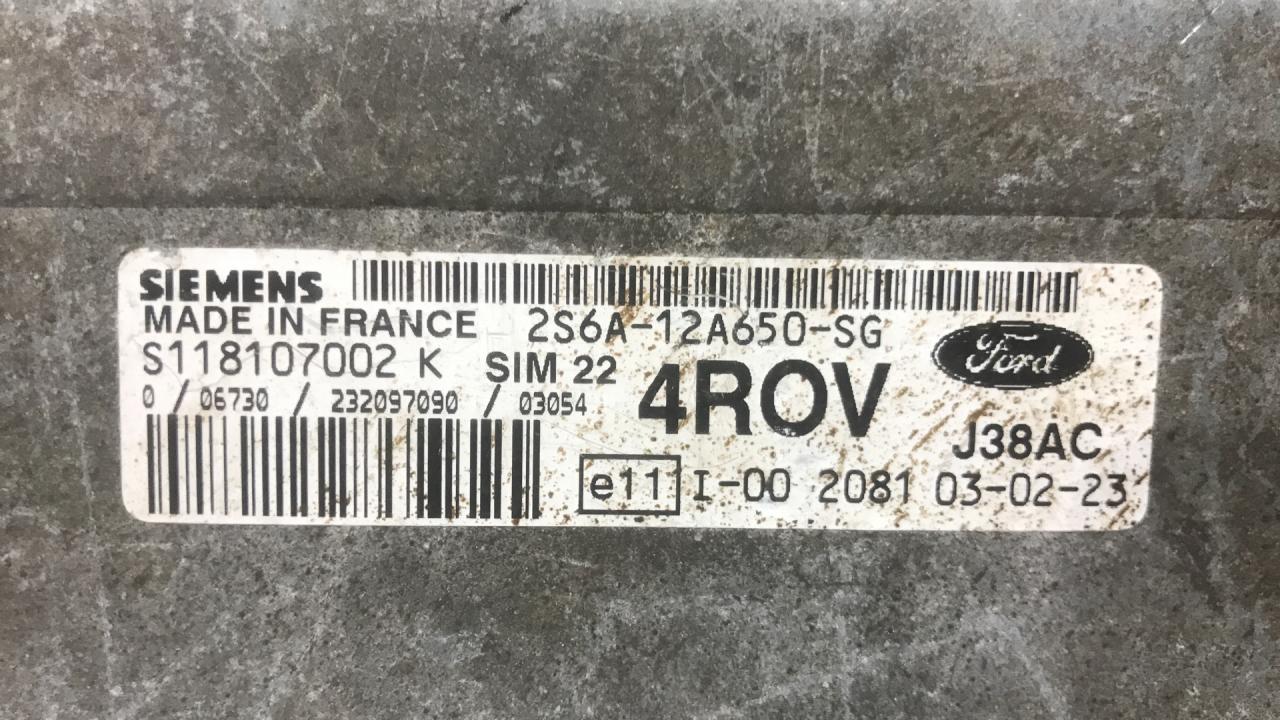 SIEMENS
MADE IN FRANCE 2S6A-12A650-SG
S118107002 K SIM 22 4ROV Ford
0 / 06730 / 232097090 / 03054
J38AC
e11 I-00 2081 03-02-23